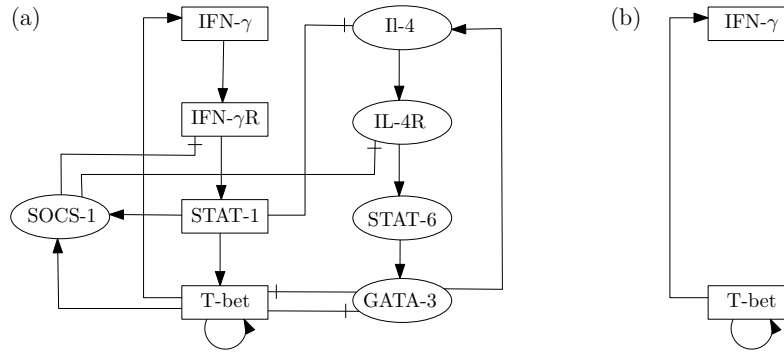 (a)
IFN-γ
Il-4
(b)
IFN-γ
IFN-γR
IL-4R
SOCS-1
STAT-1
STAT-6
T-bet
GATA-3
T-bet